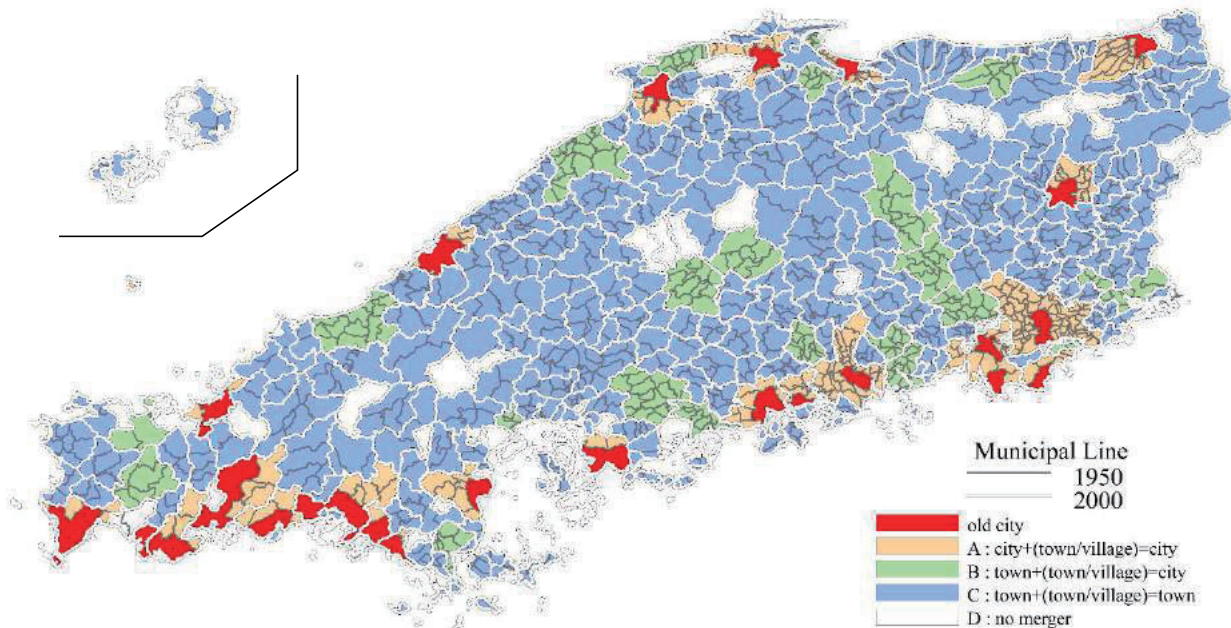 Municipal Line
1950
2000
old city
A : city+(town/village)=city
B : town+(town/village)=city
C : town+(town/village)=town
D : no merger